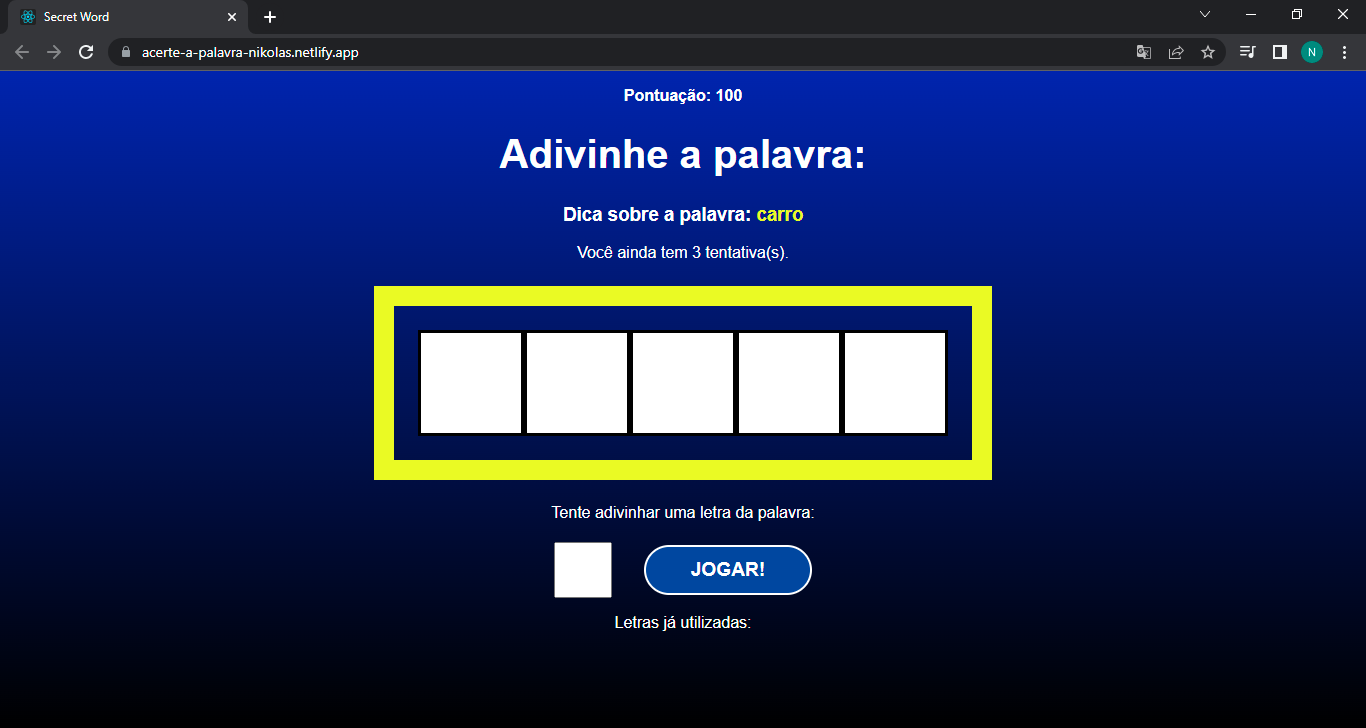 Secret Word
acerte-a-palavra-nikolas.netlify.app
N
Pontuação: 100
Adivinhe a palavra:
Dica sobre a palavra: carro
Você ainda tem 3 tentativa(s).
Tente adivinhar uma letra da palavra:
JOGAR!
Letras já utilizadas: